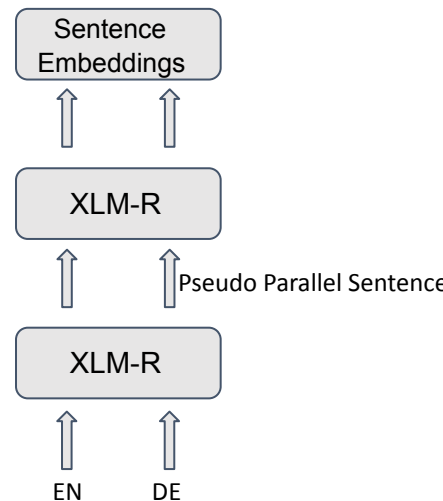 Sentence
Embeddings
XLM-R
Pseudo Parallel Sentence
XLM-R
EN DE